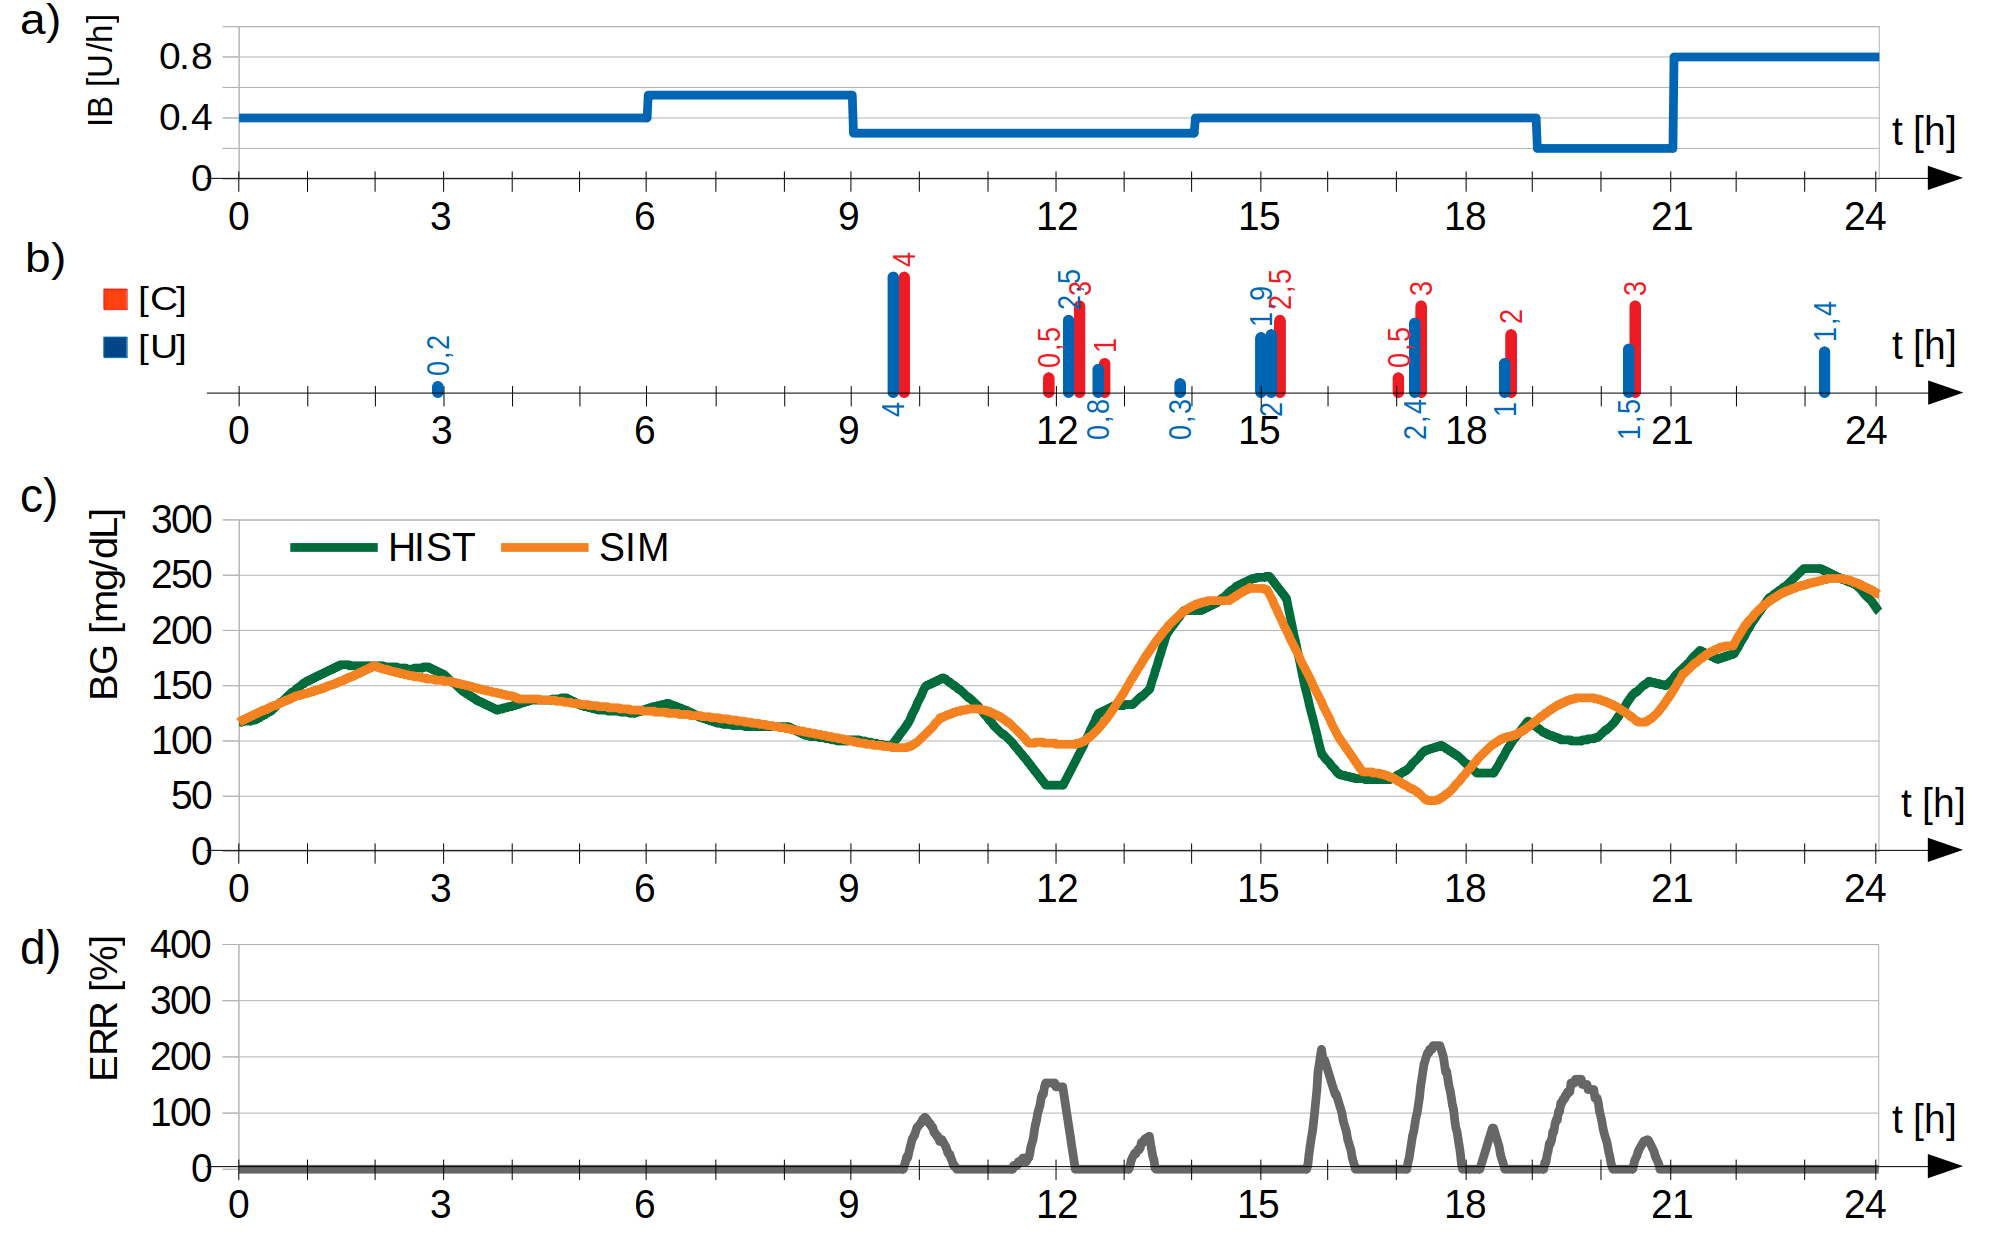 a)
IB [U/h]
0.8
0.4
0
t [h]
0 3 6 9 12 15 18 21 24
b)
[C]
[U]
0,2
4
4
0,5
2,5
3
0,8
1
0,3
1,9
2
2,5
0,5
2,4
3
1
2
1,5
3
1,4
t [h]
0 3 6 9 12 15 18 21 24
c)
BG [mg/dL]
300
250
200
150
100
50
0
HIST SIM
t [h]
0 3 6 9 12 15 18 21 24
d)
ERR [%]
400
300
200
100
0
t [h]
0 3 6 9 12 15 18 21 24